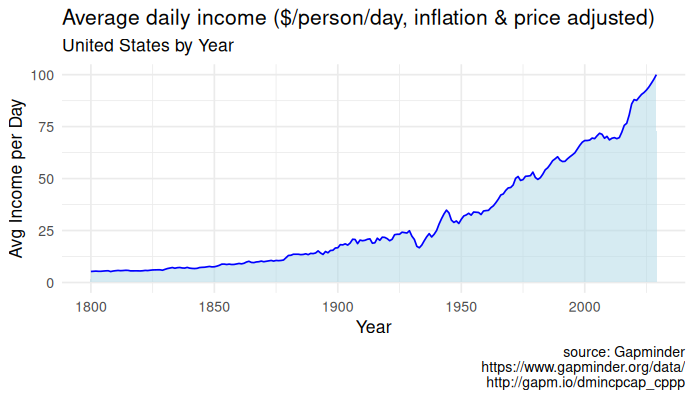 Average daily income ($/person/day, inflation & price adjusted)
United States by Year
Avg Income per Day
100
75
50
25
0
1800
1850
1900
1950
2000
Year
source: Gapminder
https://www.gapminder.org/data/
http://gapm.io/dmincpcap_cppp